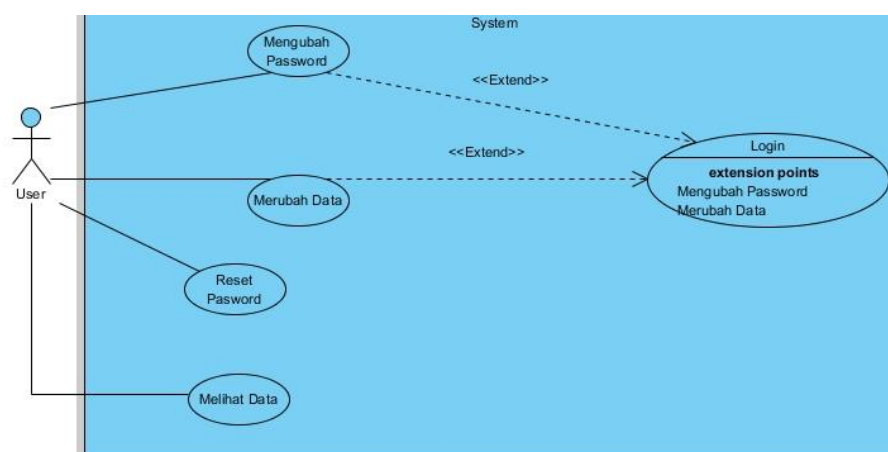 System
Mengubah
Password
<<Extend>>
Login
extension points
Mengubah Password
Merubah Data
<<Extend>>
User
Merubah Data
Reset
Pasword
Melihat Data